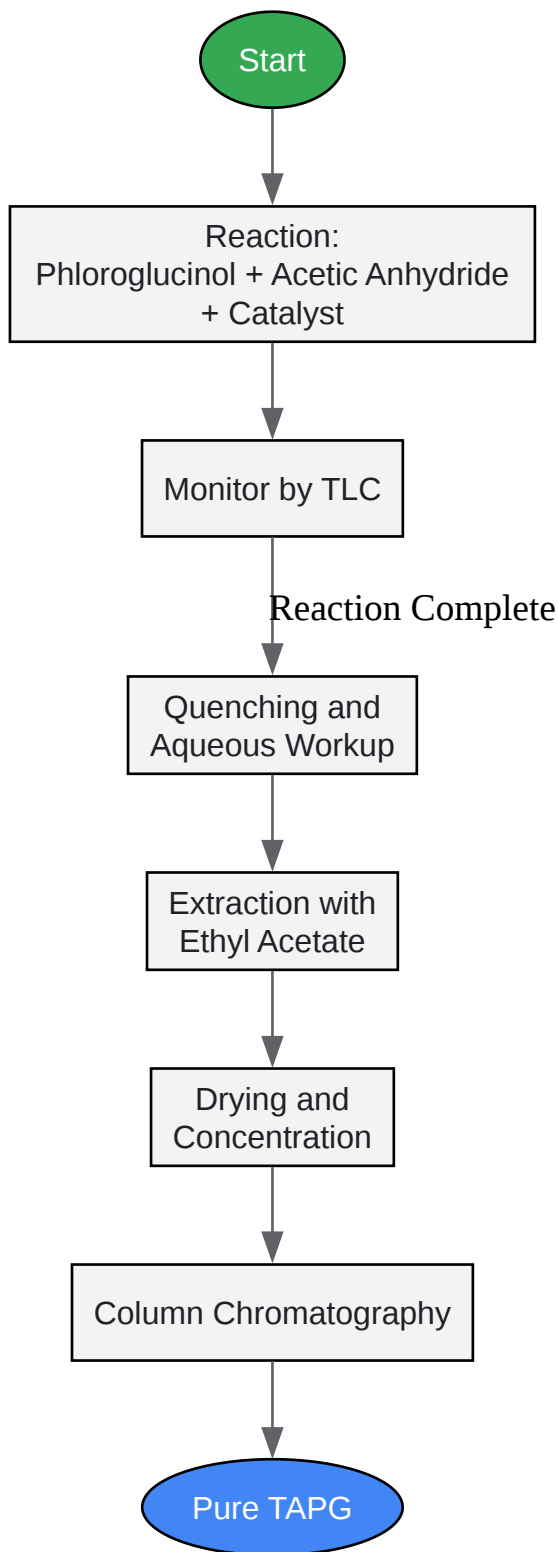 Start
Reaction:
Phloroglucinol + Acetic Anhydride
+ Catalyst
Monitor by TLC
Reaction Complete
Quenching and
Aqueous Workup
Extraction with
Ethyl Acetate
Drying and
Concentration
Column Chromatography
Pure TAPG